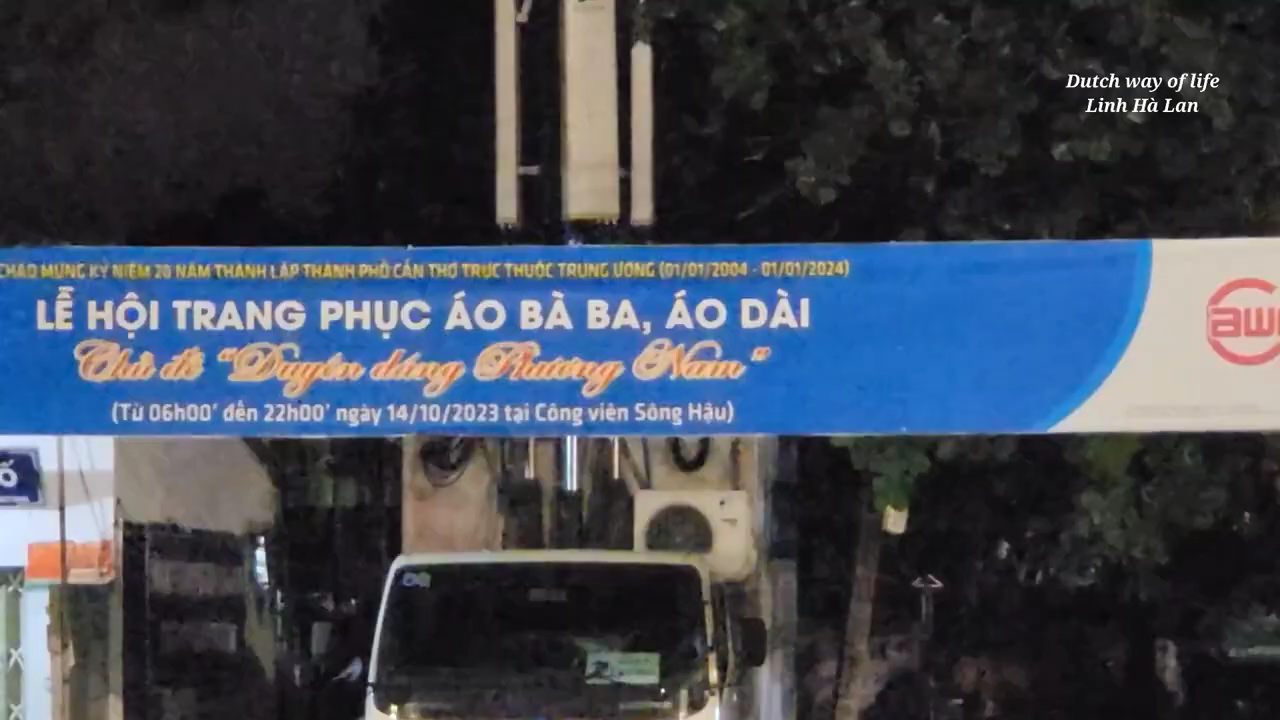 Dutch way of life
Linh Hà Lan
CHÀO MỪNG KỶ NIỆM 20 NĂM THÀNH LẬP THÀNH PHỐ CẦN THƠ TRỰC THUỘC TRUNG ƯƠNG (01/01/2004 - 01/01/2024)
LỄ HỘI TRANG PHỤC ÁO BÀ BA, ÁO DÀI
Chủ đề "Duyên dáng Phương Nam"
(Từ 06h00' đến 22h00' ngày 14/10/2023 tại Công viên Sông Hậu)
aw